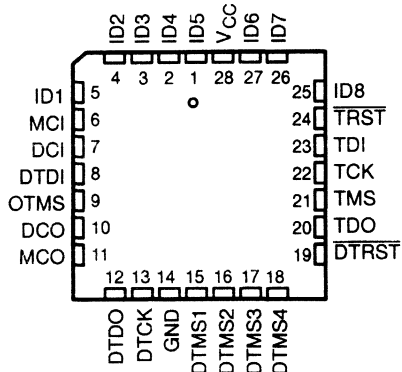 ID2 ID3 ID4 ID5 VCC ID6 ID7
4 3 2 1 28 27 26
ID1 5 25 ID8
MCI 6 24 TRST
DCI 7 23 TDI
DTDI 8 22 TCK
OTMS 9 21 TMS
DCO 10 20 TDO
MCO 11 19 DTRST
12 13 14 15 16 17 18
DTDO DTCK GND DTMS1 DTMS2 DTMS3 DTMS4